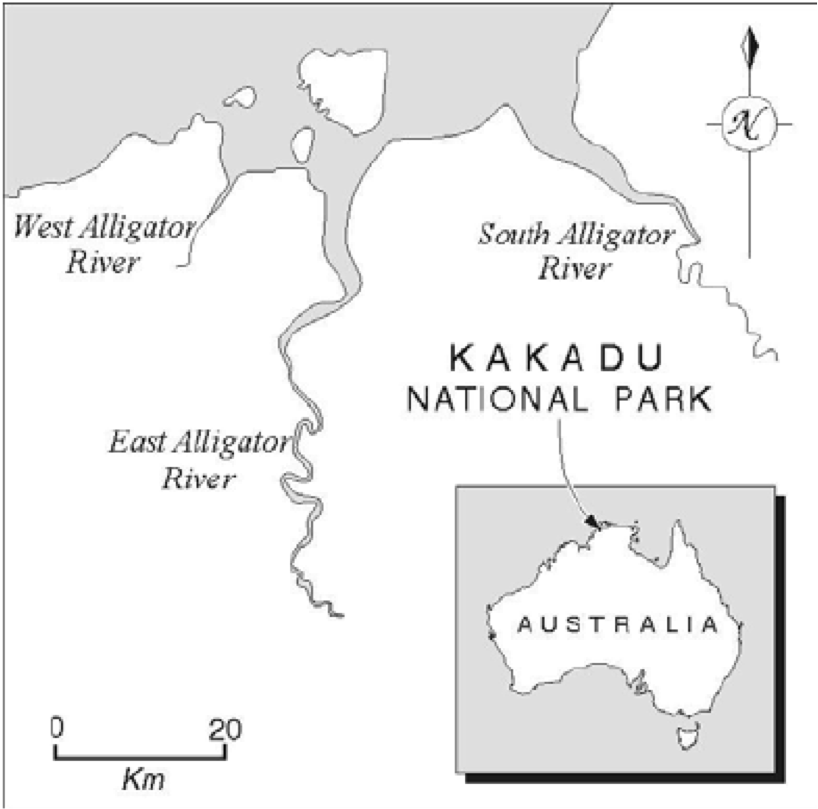 N
West Alligator
River
South Alligator
River
KAKADU
NATIONAL PARK
East Alligator
River
AUSTRALIA
0 20
Km